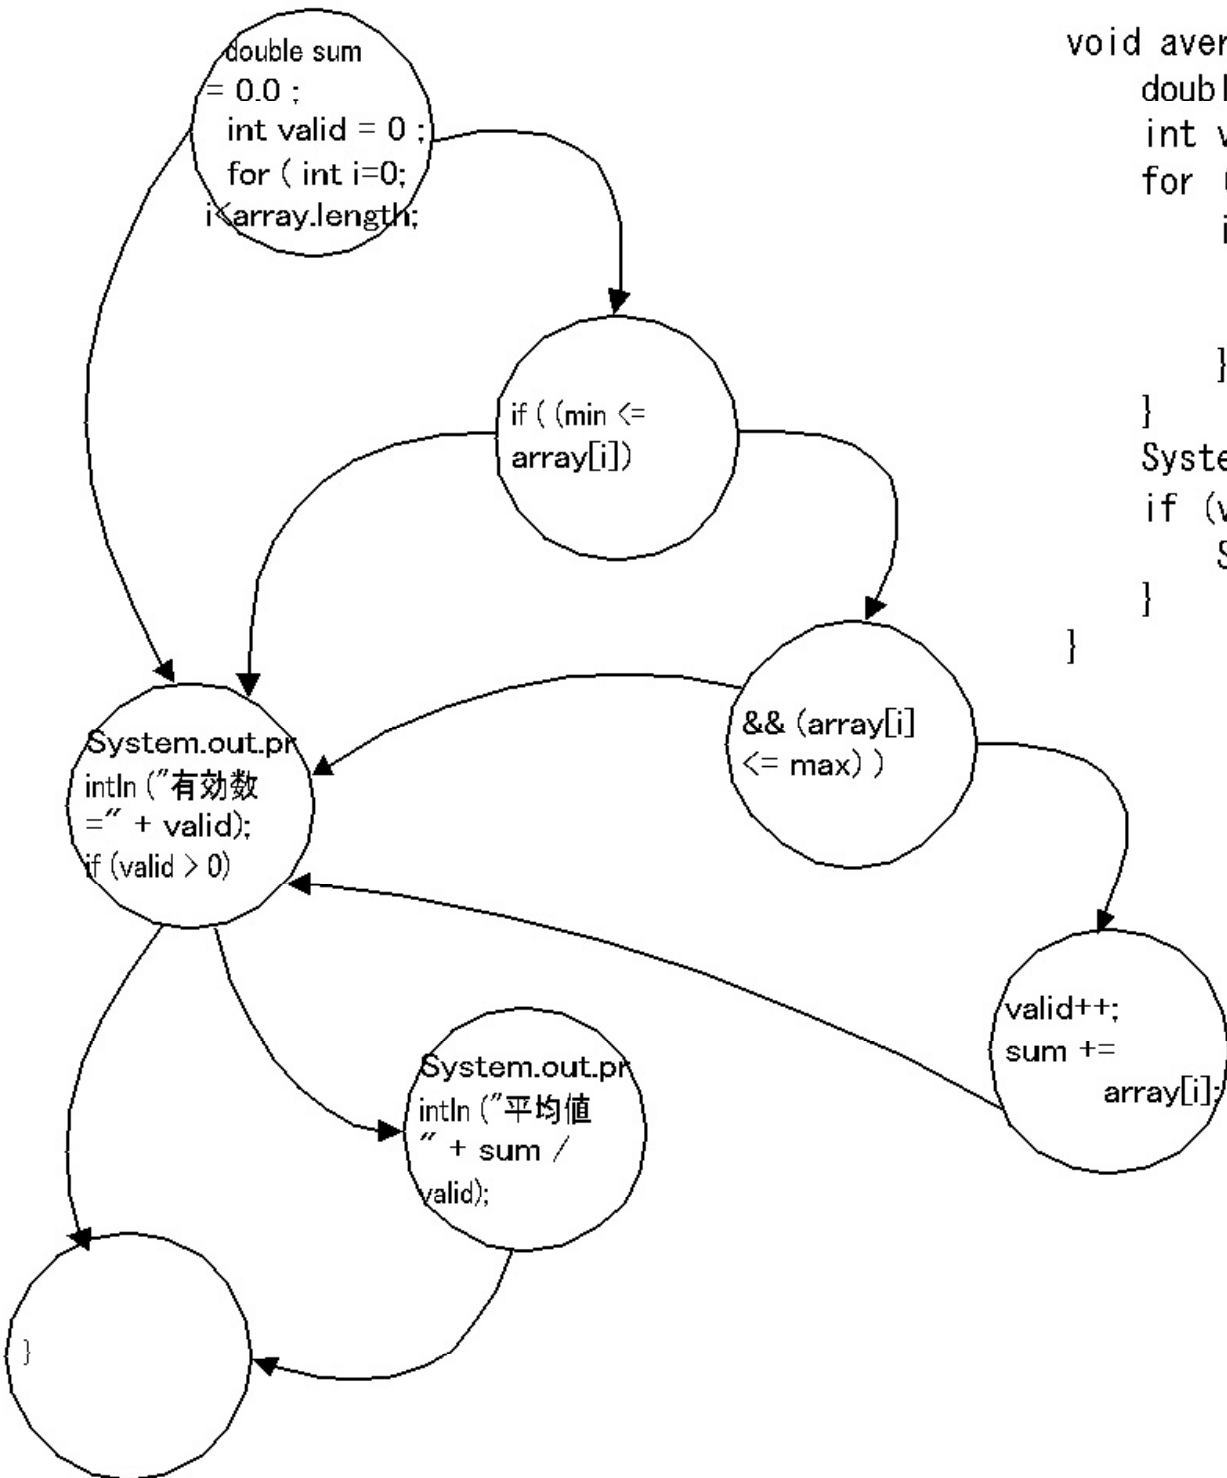 double sum
= 0.0 ;
int valid = 0 ;
for ( int i=0;
i<array.length;
if ( (min <=
array[i])
&& (array[i]
<= max) )
System.out.pr
intln ("有効数
=" + valid);
if (valid > 0)
valid++;
sum +=
array[i];
System.out.pr
intln ("平均値
" + sum /
valid);
}
void aver
doubl
int v
for
i
}
}
Syste
if (v
S
}
}